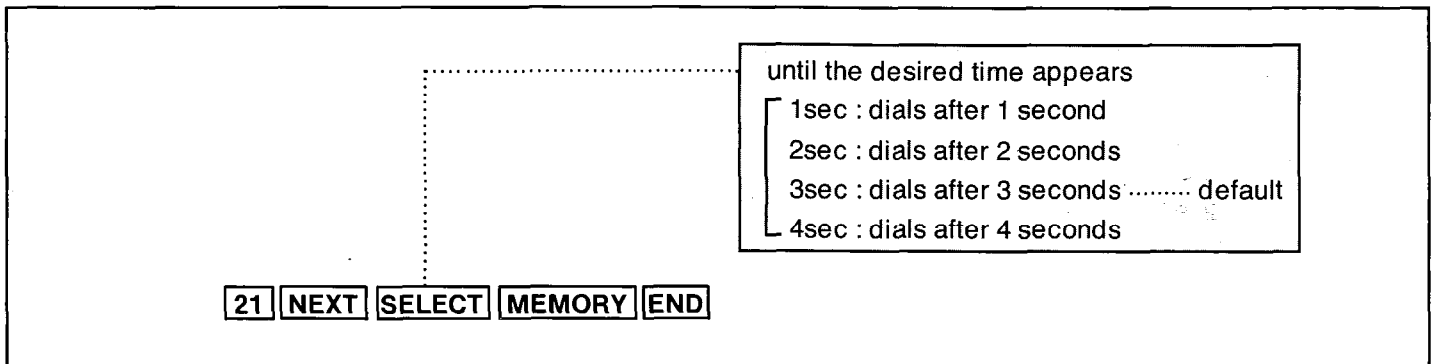 until the desired time appears
1sec : dials after 1 second
2sec : dials after 2 seconds
3sec : dials after 3 seconds ········· default
4sec : dials after 4 seconds
21 NEXT SELECT MEMORY END